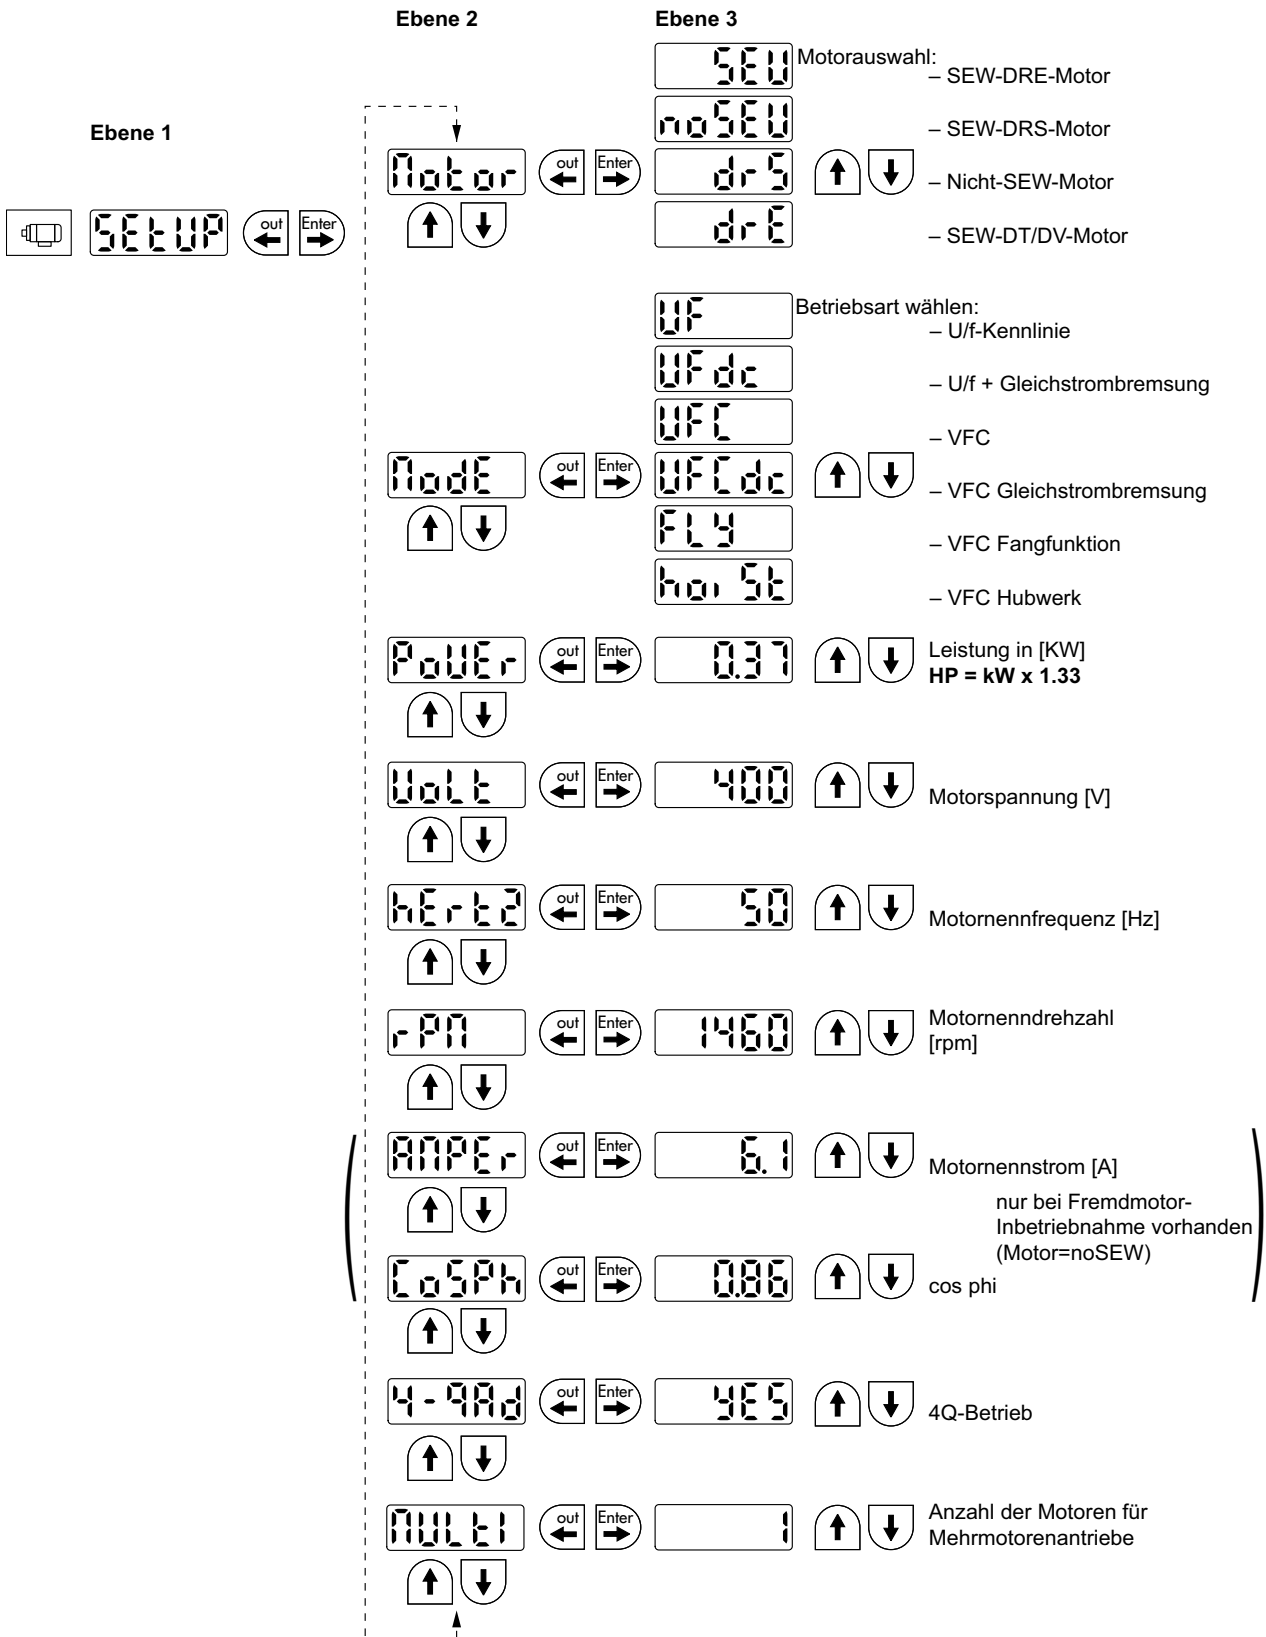 Ebene 2
Ebene 3
Ebene 1
SEtUP
out
Enter
Motor
out
Enter
SEW
noSEW
drS
drE
Motorauswahl:
– SEW-DRE-Motor
– SEW-DRS-Motor
– Nicht-SEW-Motor
– SEW-DT/DV-Motor
ModE
out
Enter
UF
UFdc
UFC
UFCdc
FLY
hoiSt
Betriebsart wählen:
– U/f-Kennlinie
– U/f + Gleichstrombremsung
– VFC
– VFC Gleichstrombremsung
– VFC Fangfunktion
– VFC Hubwerk
PoWEr
out
Enter
0.37
Leistung in [KW]
HP = kW x 1.33
VoLt
out
Enter
400
Motorspannung [V]
hErtz
out
Enter
50
Motornennfrequenz [Hz]
rPM
out
Enter
1460
Motornenndrehzahl
[rpm]
AMPEr
out
Enter
6.1
Motornennstrom [A]
nur bei Fremdmotor-
Inbetriebnahme vorhanden
(Motor=noSEW)
CoSPh
out
Enter
0.86
cos phi
4-qAd
out
Enter
YES
4Q-Betrieb
MULtI
out
Enter
1
Anzahl der Motoren für
Mehrmotorenantriebe